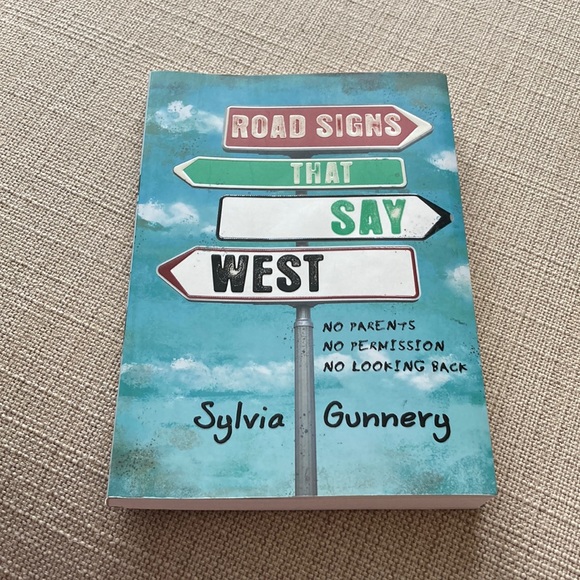 ROAD SIGNS
THAT
SAY
WEST
NO PARENTS
NO PERMISSION
NO LOOKING BACK
Sylvia Gunnery